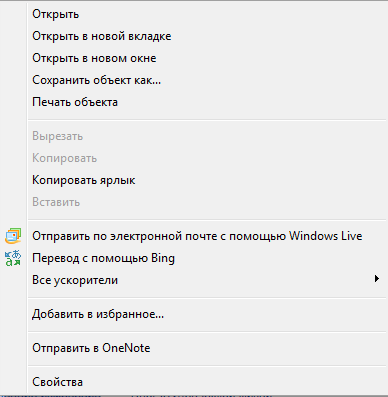 Открыть
Открыть в новой вкладке
Открыть в новом окне
Сохранить объект как...
Печать объекта
Вырезать
Копировать
Копировать ярлык
Вставить
Отправить по электронной почте с помощью Windows Live
Перевод с помощью Bing
Все ускорители
Добавить в избранное...
Отправить в OneNote
Свойства